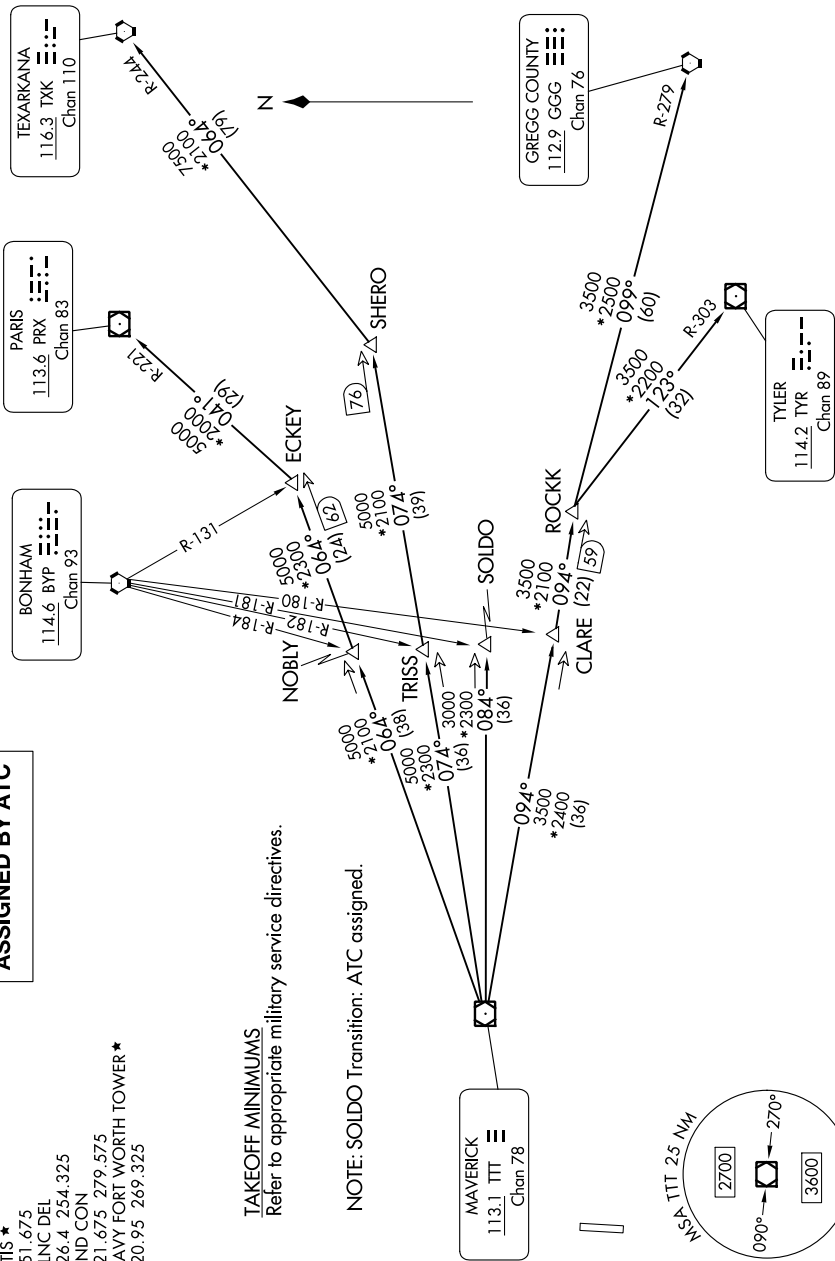 ASSIGNED BY ATC
TIS ★
51.675
LNC DEL
26.4 254.325
ND CON
21.675 279.575
AVY FORT WORTH TOWER ★
20.95 269.325
TAKEOFF MINIMUMS
Refer to appropriate military service directives.
NOTE: SOLDO Transition: ATC assigned.
BONHAM
114.6 BYP
Chan 93
PARIS
113.6 PRX
Chan 83
TEXARKANA
116.3 TXK
Chan 110
R-131
R-180
R-181
R-182
R-184
R-221
5000
*2000
041°
(29)
R-244
7500
*2100
064°
(79)
N
NOBLY
ECKEY
5000
*2300
064°
(24)
62
5000
*2100
064°
(38)
TRISS
SHERO
5000
*2100
074°
(39)
76
5000
*2300
074°
(36)
SOLDO
3000
*2300
084°
(36)
CLARE
ROCKK
3500
*2100
094°
(22)
59
094°
3500
*2400
(36)
3500
*2500
099°
(60)
R-279
3500
*2200
123°
(32)
R-303
GREGG COUNTY
112.9 GGG
Chan 76
TYLER
114.2 TYR
Chan 89
MAVERICK
113.1 TTT
Chan 78
MSA TTT 25 NM
2700
090°
270°
3600